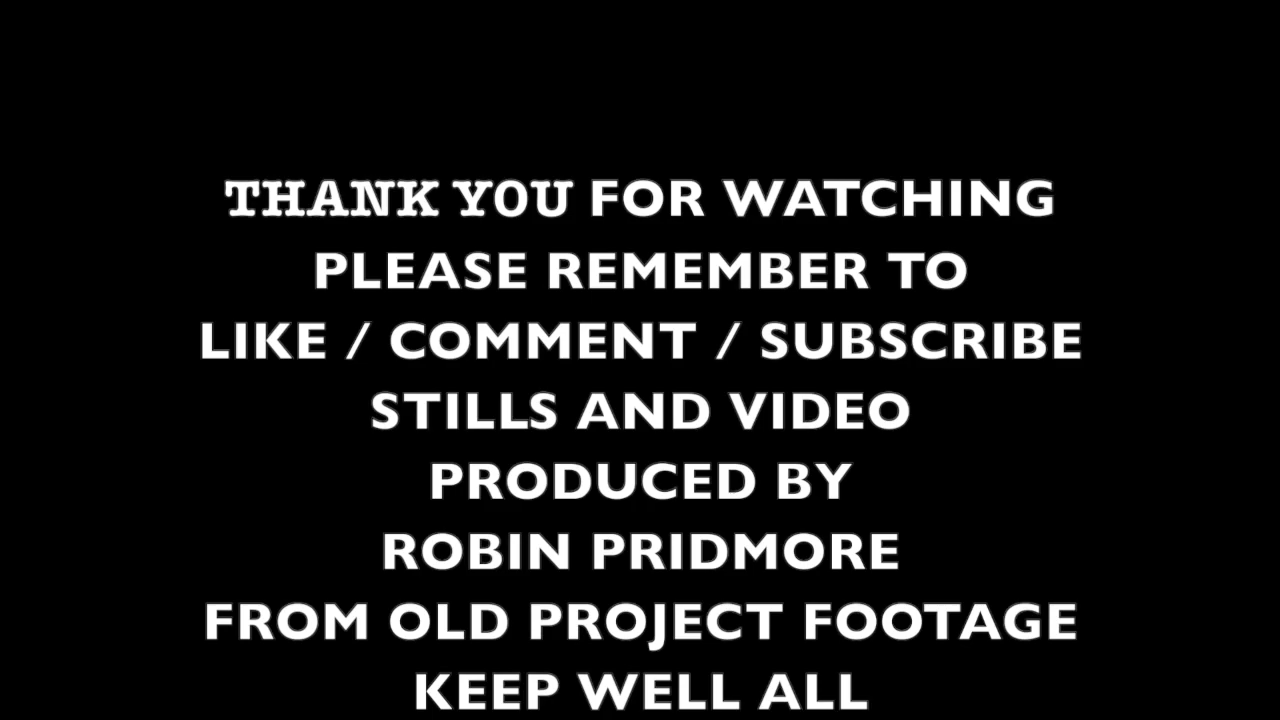 THANK YOU FOR WATCHING
PLEASE REMEMBER TO
LIKE / COMMENT / SUBSCRIBE
STILLS AND VIDEO
PRODUCED BY
ROBIN PRIDMORE
FROM OLD PROJECT FOOTAGE
KEEP WELL ALL